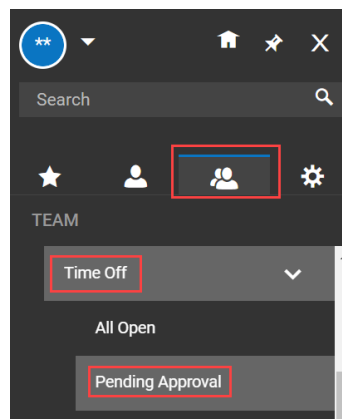 **
Search
TEAM
Time Off
All Open
Pending Approval